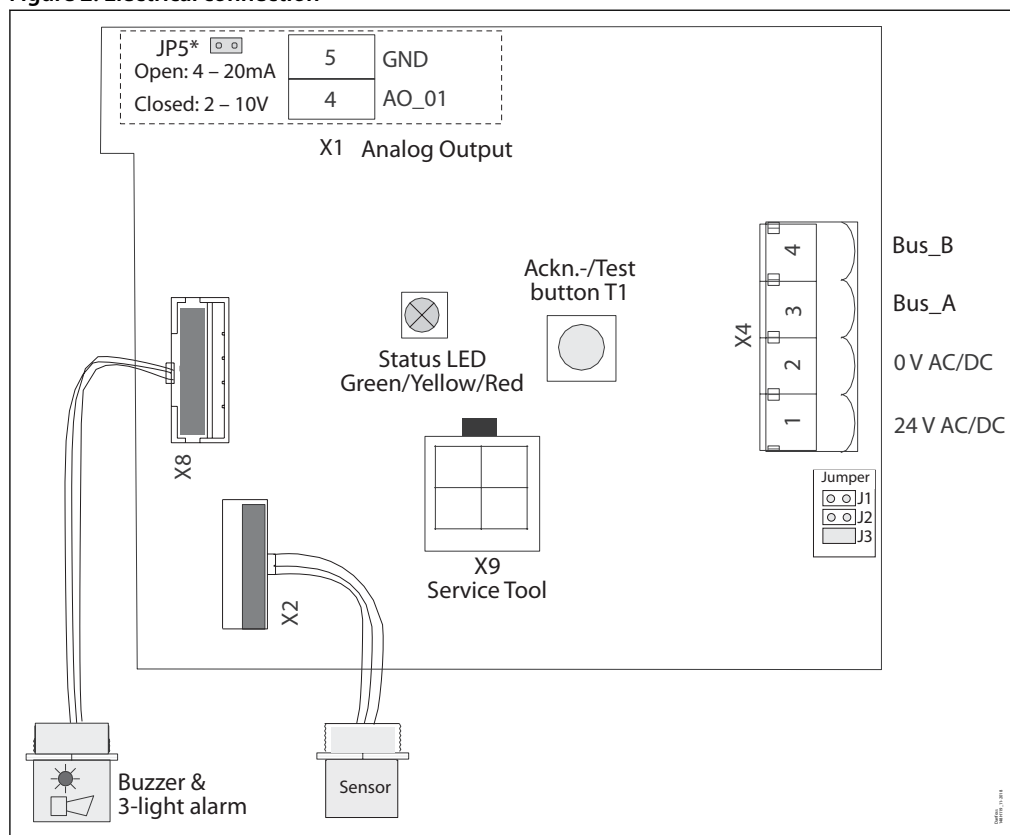 JP5*
Open: 4 – 20mA
Closed: 2 – 10V
5
GND
4
AO_01
X1 Analog Output
Ackn.-/Test
button T1
Status LED
Green/Yellow/Red
X4
4
Bus_B
3
Bus_A
2
0 V AC/DC
1
24 V AC/DC
Jumper
J1
J2
J3
X8
X2
X9
Service Tool
Buzzer &
3-light alarm
Sensor
Danfoss